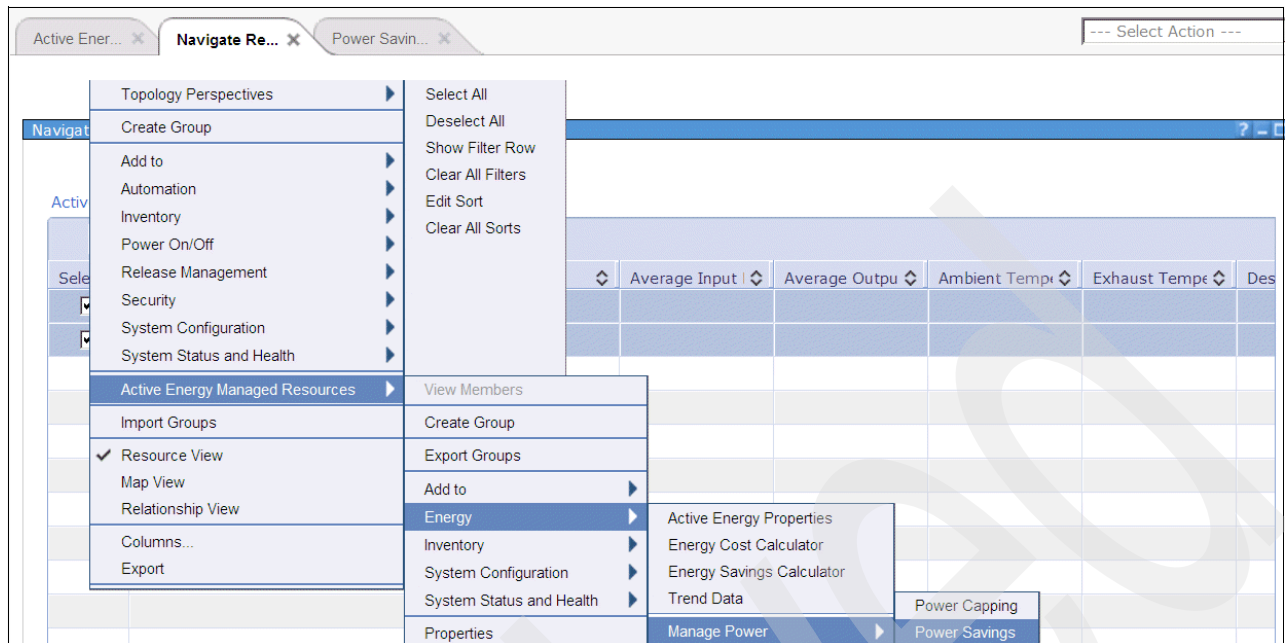 Active Ener...
Navigate Re...
Power Savin...
--- Select Action ---
Navigat
Activ
Sele
Average Input
Average Outpu
Ambient Tempe
Exhaust Tempe
Des
Topology Perspectives
Create Group
Add to
Automation
Inventory
Power On/Off
Release Management
Security
System Configuration
System Status and Health
Active Energy Managed Resources
Import Groups
Resource View
Map View
Relationship View
Columns...
Export
Select All
Deselect All
Show Filter Row
Clear All Filters
Edit Sort
Clear All Sorts
View Members
Create Group
Export Groups
Add to
Energy
Inventory
System Configuration
System Status and Health
Properties
Active Energy Properties
Energy Cost Calculator
Energy Savings Calculator
Trend Data
Manage Power
Power Capping
Power Savings